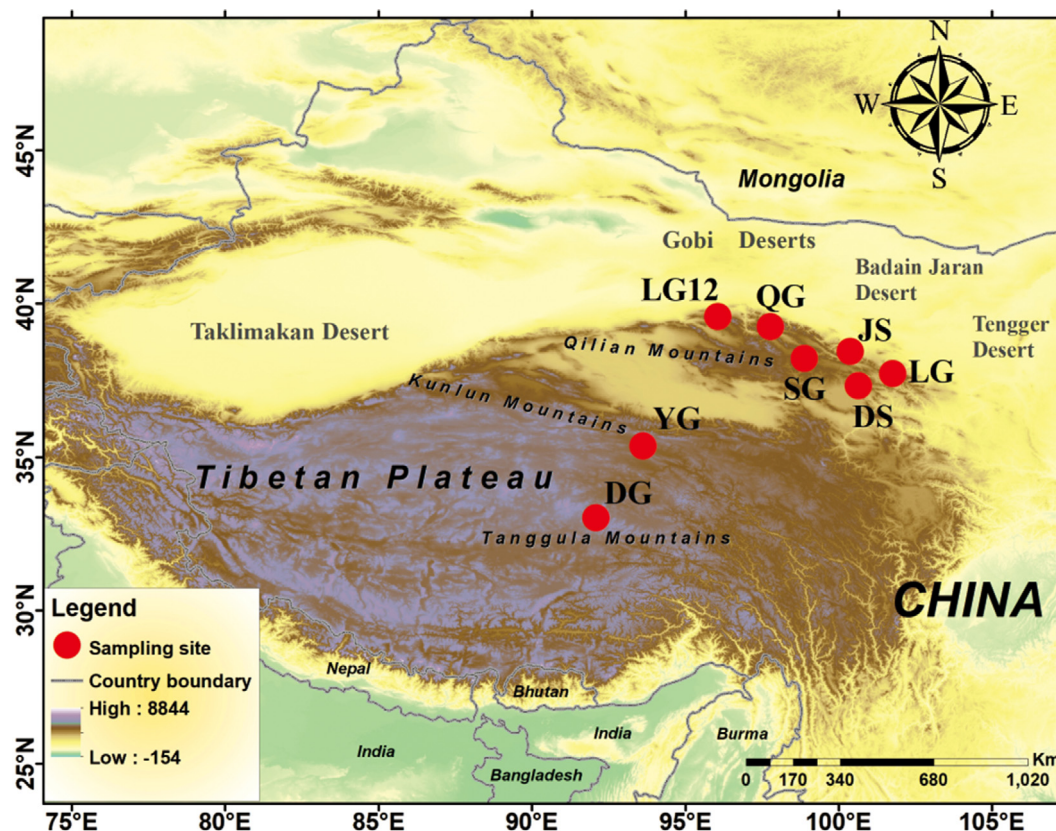 N
W E
S
45°N
40°N
35°N
30°N
25°N
Mongolia
Gobi Deserts
Badain Jaran
Desert
Tengger
Desert
Taklimakan Desert
LG12
QG
JS
LG
SG
DS
Qilian Mountains
Kunlun Mountains
YG
Tibetan Plateau
DG
Tanggula Mountains
CHINA
Nepal
Bhutan
India
India
Burma
Bangladesh
Legend
Sampling site
Country boundary
High : 8844
Low : -154
Km
0 170 340 680 1,020
75°E 80°E 85°E 90°E 95°E 100°E 105°E